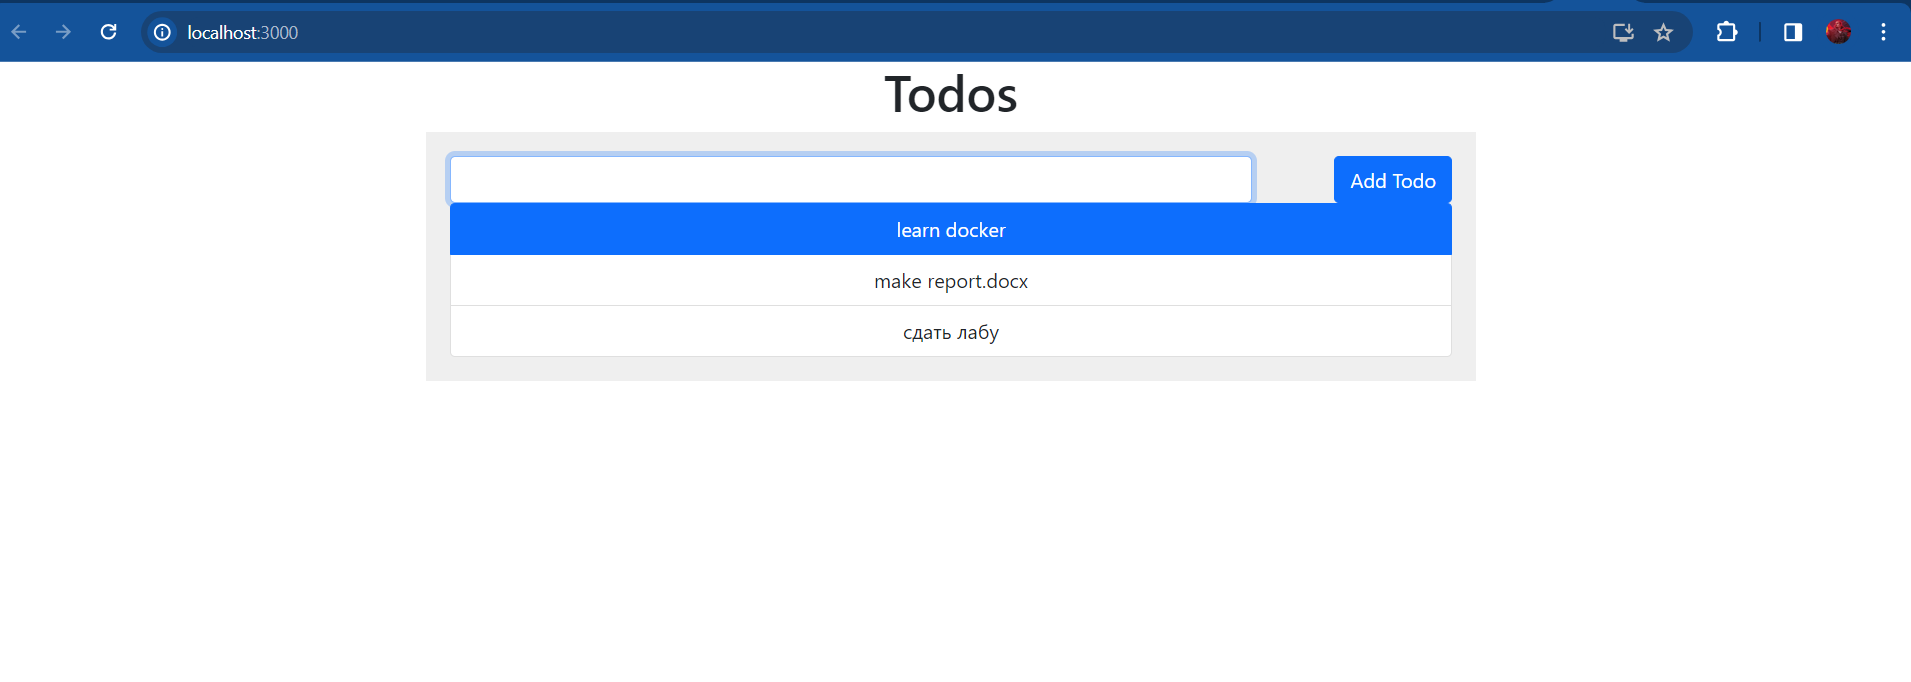 localhost:3000
Todos
Add Todo
learn docker
make report.docx
сдать лабу